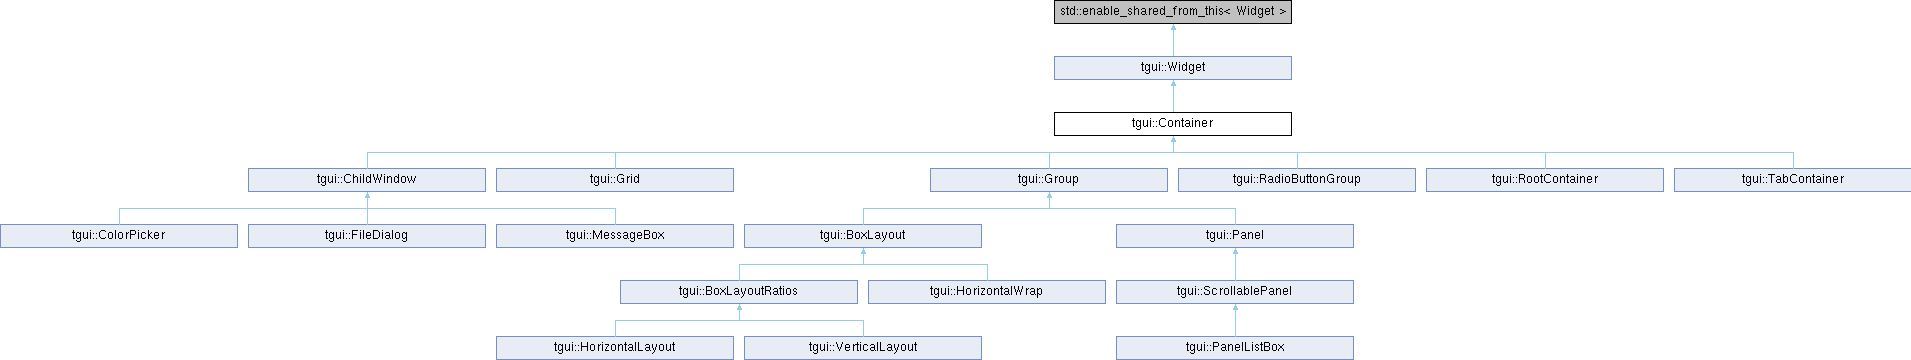 std::enable_shared_from_this< Widget >
tgui::Widget
tgui::Container
tgui::ChildWindow
tgui::Grid
tgui::Group
tgui::RadioButtonGroup
tgui::RootContainer
tgui::TabContainer
tgui::ColorPicker
tgui::FileDialog
tgui::MessageBox
tgui::BoxLayout
tgui::Panel
tgui::BoxLayoutRatios
tgui::HorizontalWrap
tgui::ScrollablePanel
tgui::HorizontalLayout
tgui::VerticalLayout
tgui::PanelListBox